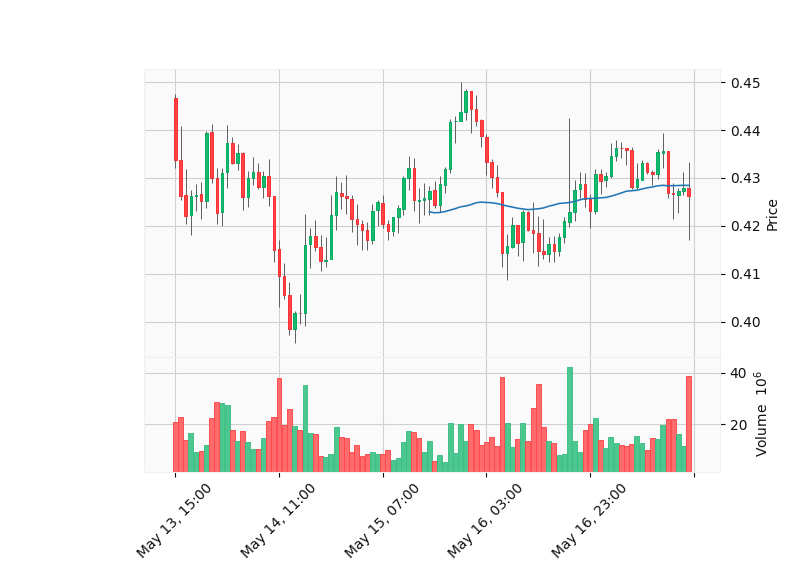 0.45
0.44
0.43
0.42
0.41
0.40
Price
40
20
Volume 10⁶
May 13, 15:00
May 14, 11:00
May 15, 07:00
May 16, 03:00
May 16, 23:00